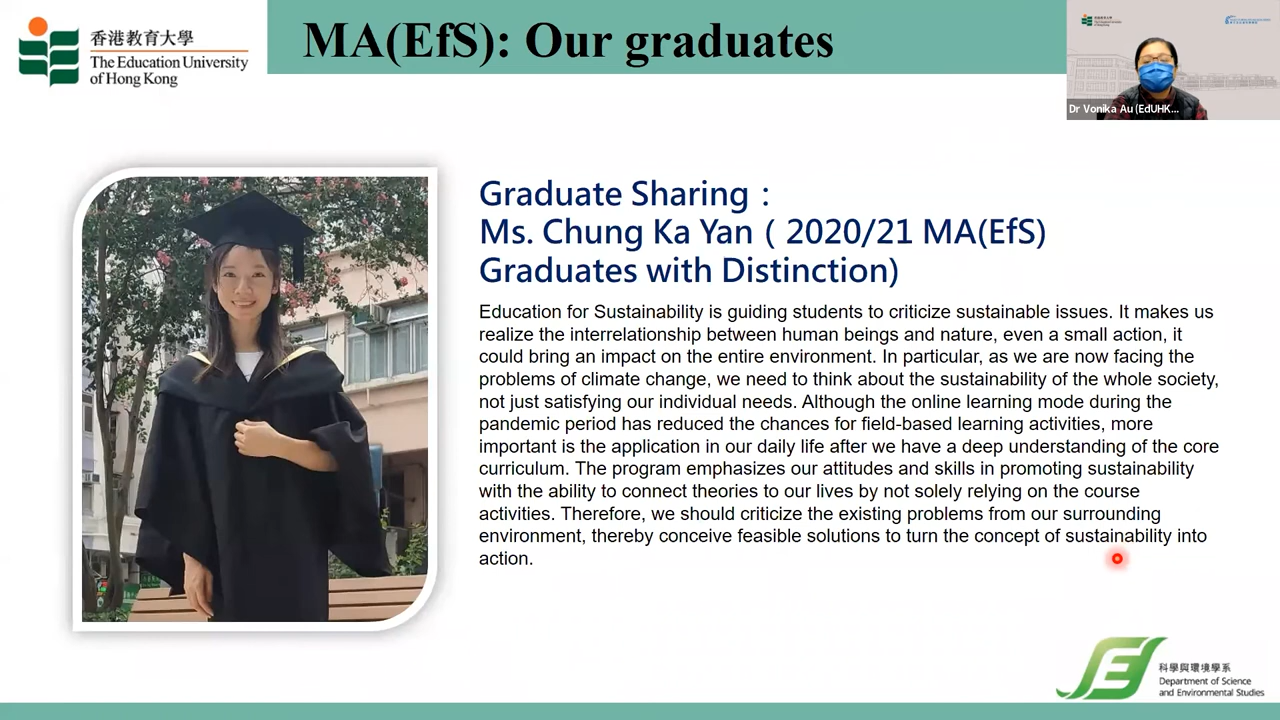 香港教育大學
The Education University
of Hong Kong
MA(EfS): Our graduates
Dr Vonika Au (EdUHK...
Graduate Sharing：
Ms. Chung Ka Yan ( 2020/21 MA(EfS)
Graduates with Distinction)
Education for Sustainability is guiding students to criticize sustainable issues. It makes us
realize the interrelationship between human beings and nature, even a small action, it
could bring an impact on the entire environment. In particular, as we are now facing the
problems of climate change, we need to think about the sustainability of the whole society,
not just satisfying our individual needs. Although the online learning mode during the
pandemic period has reduced the chances for field-based learning activities, more
important is the application in our daily life after we have a deep understanding of the core
curriculum. The program emphasizes our attitudes and skills in promoting sustainability
with the ability to connect theories to our lives by not solely relying on the course
activities. Therefore, we should criticize the existing problems from our surrounding
environment, thereby conceive feasible solutions to turn the concept of sustainability into
action.
科學與環境學系
Department of Science
and Environmental Studies